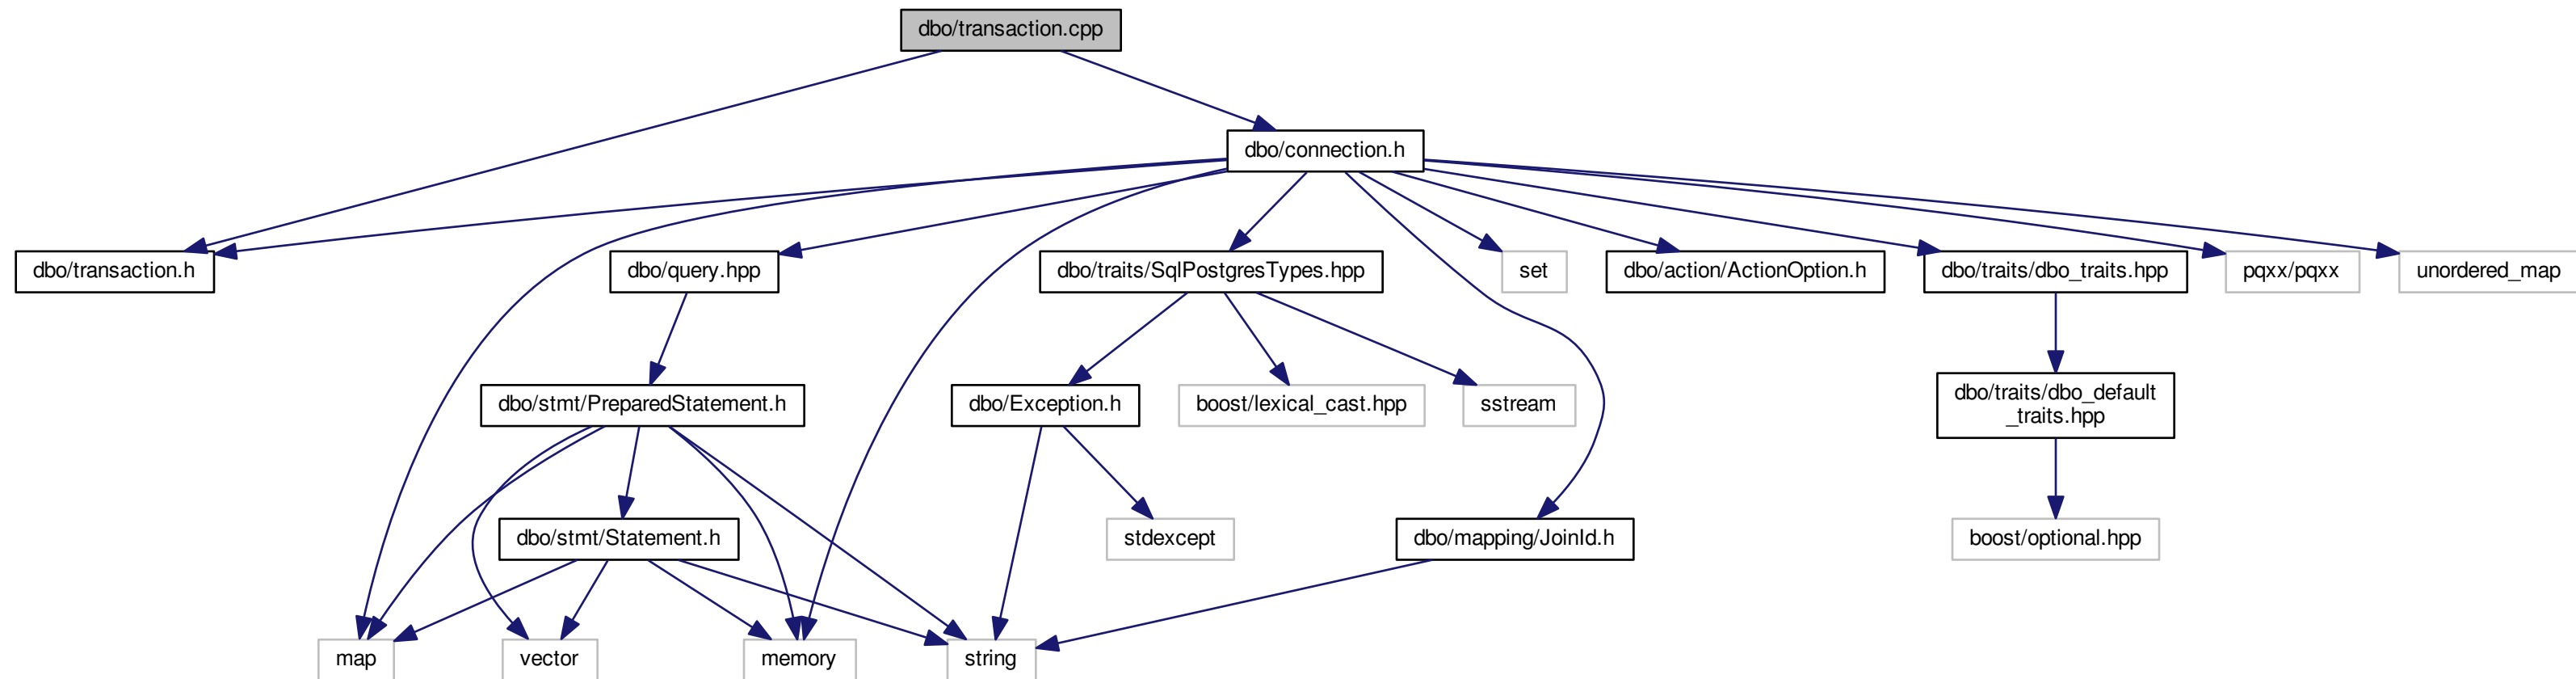 dbo/transaction.cpp
dbo/connection.h
dbo/transaction.h
dbo/query.hpp
dbo/traits/SqlPostgresTypes.hpp
set
dbo/action/ActionOption.h
dbo/traits/dbo_traits.hpp
pqxx/pqxx
unordered_map
dbo/stmt/PreparedStatement.h
dbo/Exception.h
boost/lexical_cast.hpp
sstream
dbo/traits/dbo_default
_traits.hpp
dbo/stmt/Statement.h
stdexcept
dbo/mapping/JoinId.h
boost/optional.hpp
map
vector
memory
string